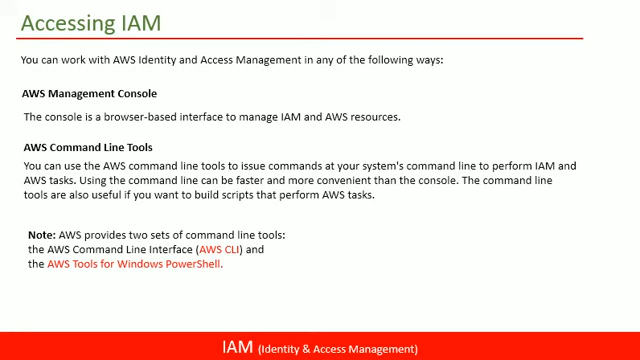 Accessing IAM
You can work with AWS Identity and Access Management in any of the following ways:
AWS Management Console
The console is a browser-based interface to manage IAM and AWS resources.
AWS Command Line Tools
You can use the AWS command line tools to issue commands at your system's command line to perform IAM and
AWS tasks. Using the command line can be faster and more convenient than the console. The command line
tools are also useful if you want to build scripts that perform AWS tasks.
Note: AWS provides two sets of command line tools:
the AWS Command Line Interface (AWS CLI) and
the AWS Tools for Windows PowerShell.
IAM (Identity & Access Management)